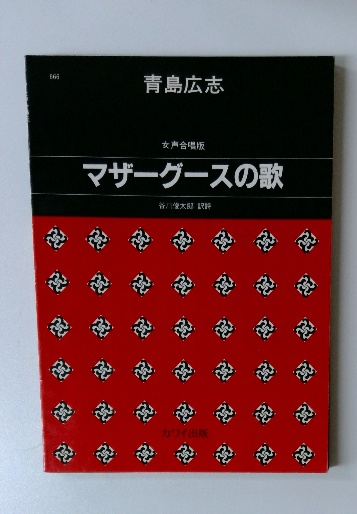 666
青島広志
女声合唱版
マザーグースの歌
谷川俊太郎 訳詩
カワイ出版